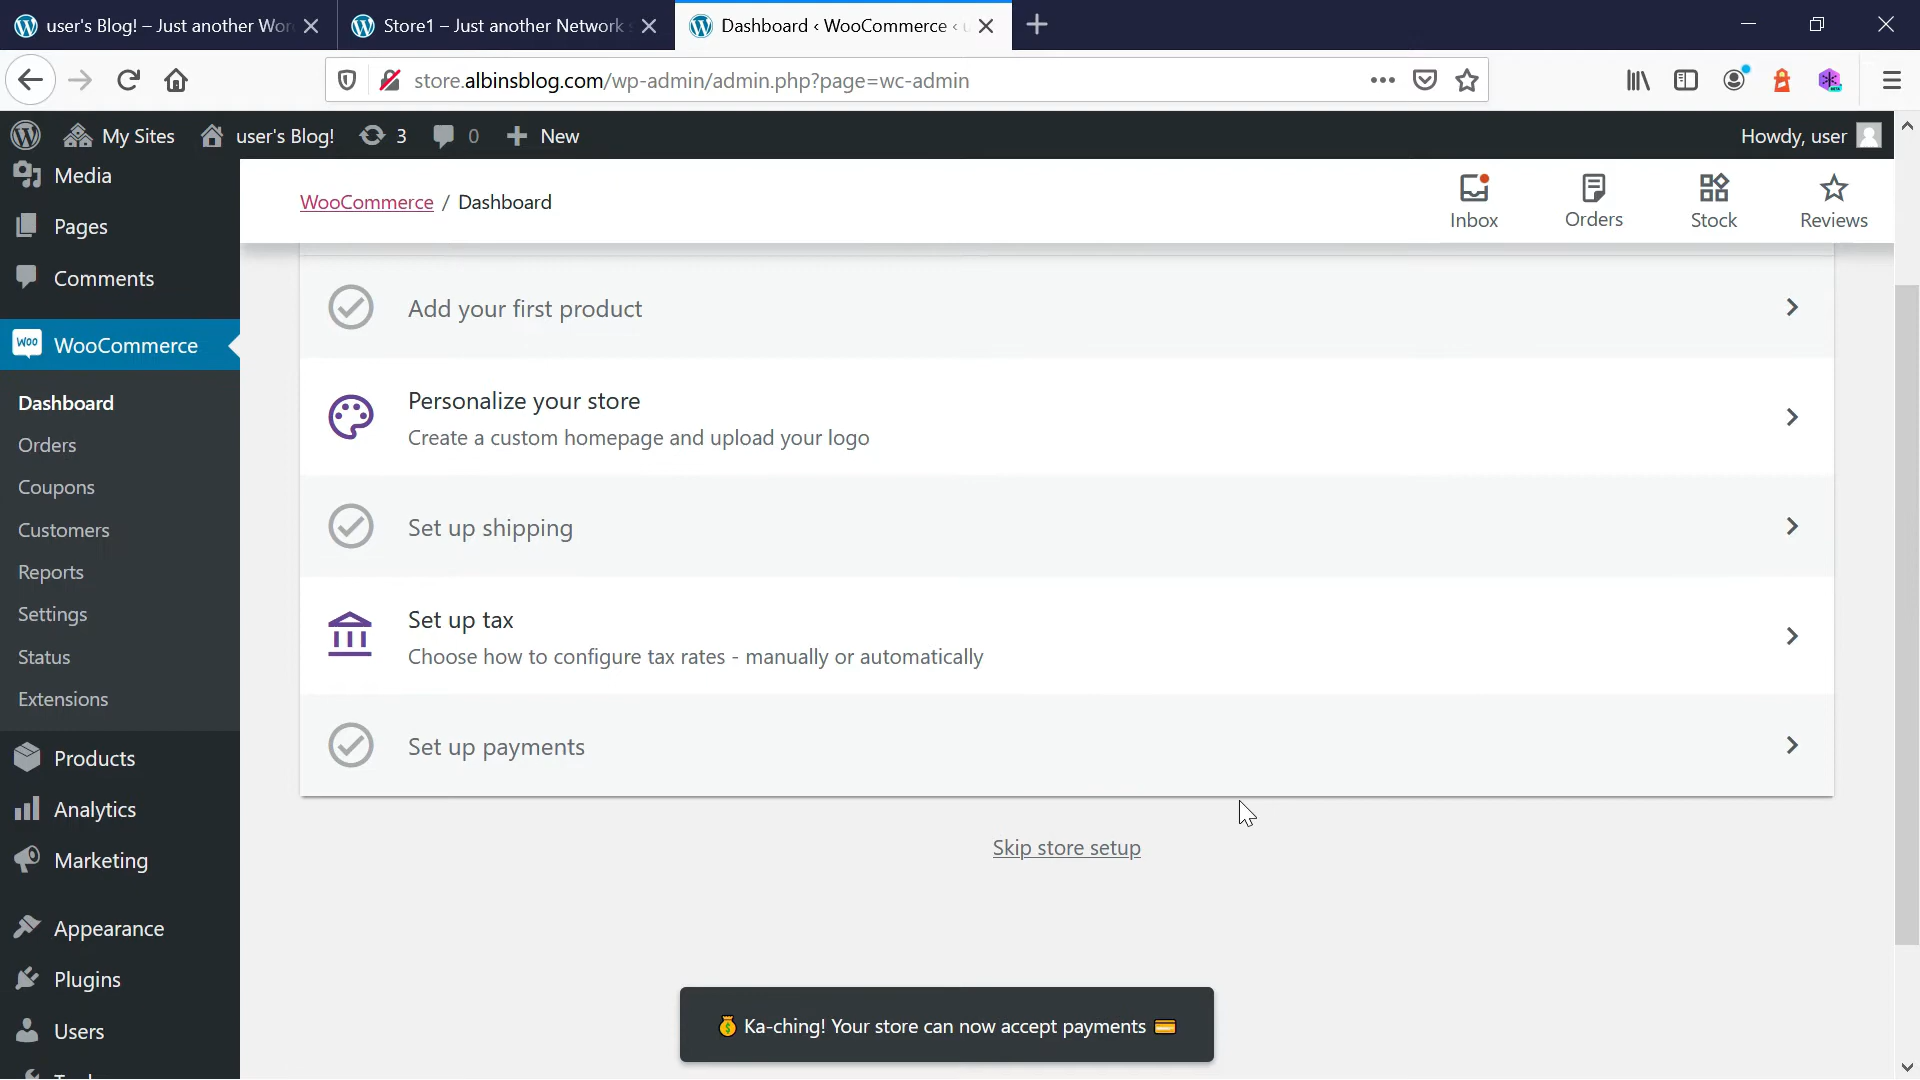 user's Blog! – Just another Wor
Store1 – Just another Network
Dashboard ‹ WooCommerce ‹
store.albinsblog.com/wp-admin/admin.php?page=wc-admin
My Sites
user's Blog!
3
0
New
Howdy, user
Media
Pages
Comments
WooCommerce
Dashboard
Orders
Coupons
Customers
Reports
Settings
Status
Extensions
Products
Analytics
Marketing
Appearance
Plugins
Users
WooCommerce / Dashboard
Inbox
Orders
Stock
Reviews
Add your first product
Personalize your store
Create a custom homepage and upload your logo
Set up shipping
Set up tax
Choose how to configure tax rates - manually or automatically
Set up payments
Skip store setup
Ka-ching! Your store can now accept payments